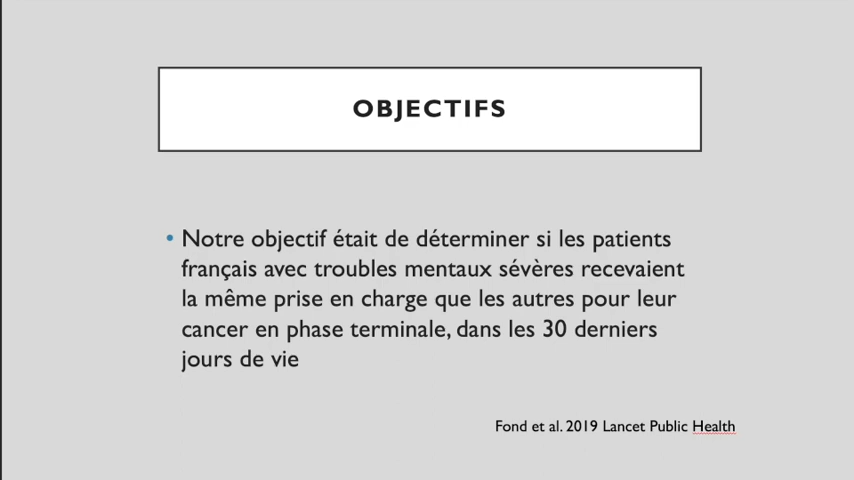 OBJECTIFS
• Notre objectif était de déterminer si les patients
français avec troubles mentaux sévères recevaient
la même prise en charge que les autres pour leur
cancer en phase terminale, dans les 30 derniers
jours de vie
Fond et al. 2019 Lancet Public Health